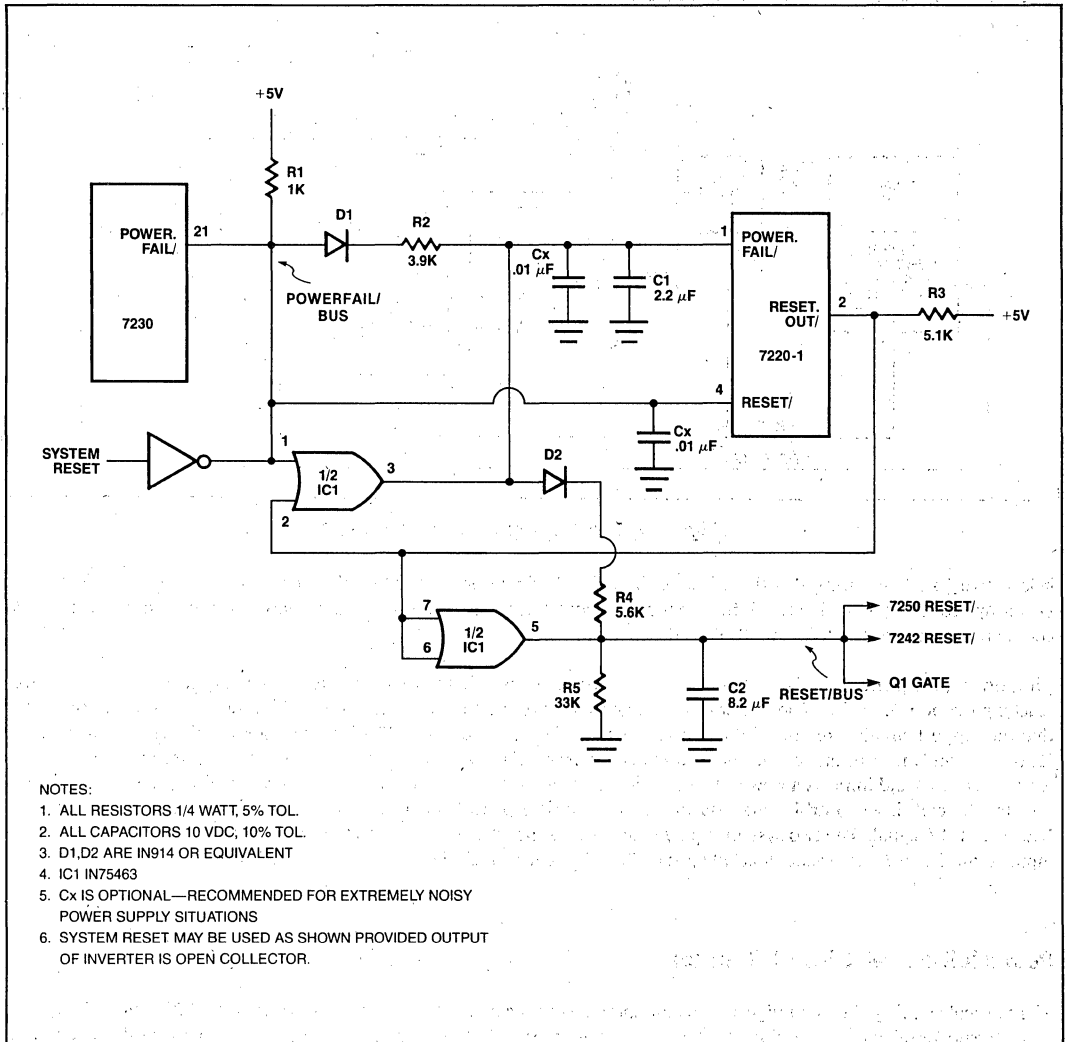 +5V
R1
1K
D1
R2
3.9K
POWER.
FAIL/
21
7230
POWERFAIL/
BUS
Cx
.01 µF
C1
2.2 µF
1
POWER.
FAIL/
RESET.
OUT/
2
7220-1
4
RESET/
R3
5.1K
+5V
Cx
.01 µF
SYSTEM
RESET
1
2
1/2
IC1
3
D2
R4
5.6K
7
6
1/2
IC1
5
R5
33K
C2
8.2 µF
RESET/BUS
7250 RESET/
7242 RESET/
Q1 GATE
NOTES:
1. ALL RESISTORS 1/4 WATT, 5% TOL.
2. ALL CAPACITORS 10 VDC, 10% TOL.
3. D1,D2 ARE IN914 OR EQUIVALENT
4. IC1 IN75463
5. Cx IS OPTIONAL—RECOMMENDED FOR EXTREMELY NOISY
POWER SUPPLY SITUATIONS
6. SYSTEM RESET MAY BE USED AS SHOWN PROVIDED OUTPUT
OF INVERTER IS OPEN COLLECTOR.